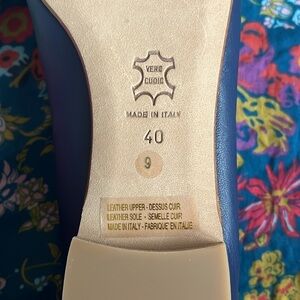 VERO
CUOIO
MADE IN ITALY
40
9
LEATHER UPPER - DESSUS CUIR
LEATHER SOLE - SEMELLE CUIR
MADE IN ITALY - FABRIQUE EN ITALIE